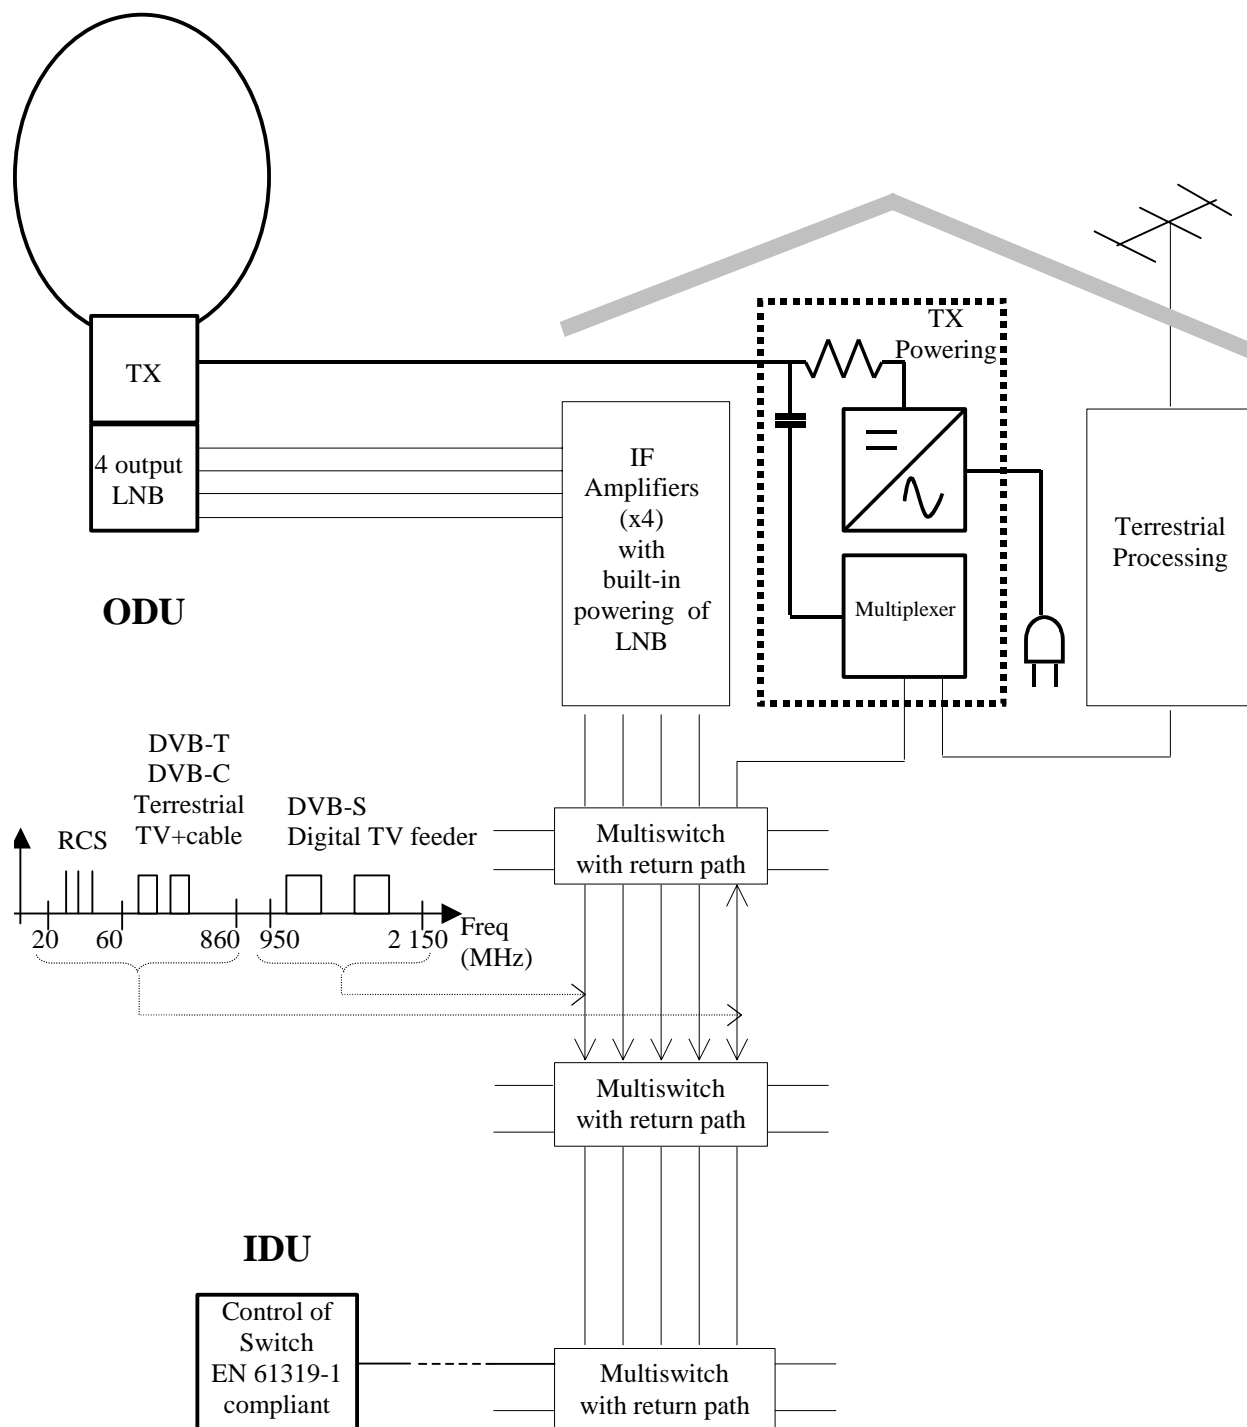 TX
Powering
TX
4 output
LNB
IF
Amplifiers
(x4)
with
built-in
powering of
LNB
Terrestrial
Processing
Multiplexer
ODU
DVB-T
DVB-C
Terrestrial
TV+cable
DVB-S
Digital TV feeder
RCS
Multiswitch
with return path
20
60
860
950
2 150
Freq
(MHz)
Multiswitch
with return path
IDU
Control of
Switch
EN 61319-1
compliant
Multiswitch
with return path